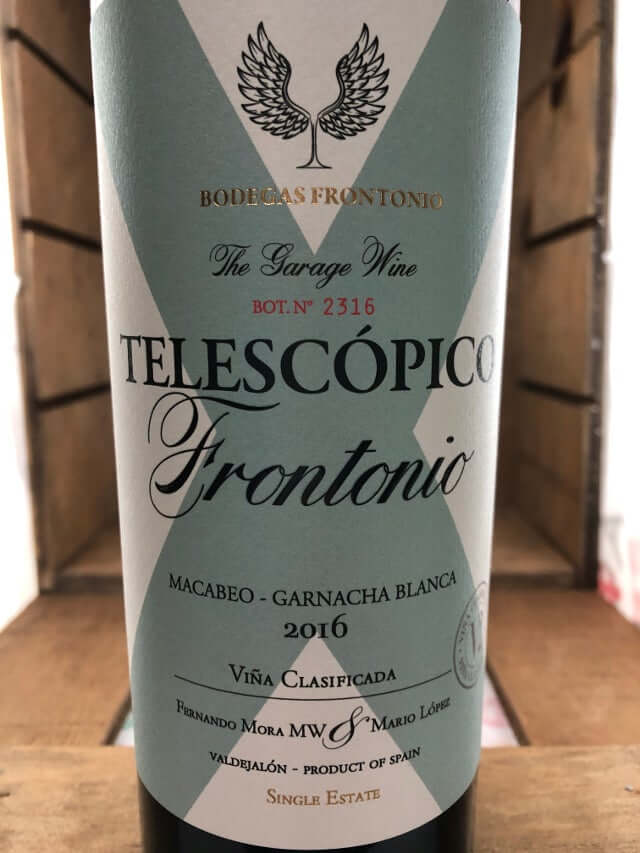 BODEGAS FRONTONIO
The Garage Wine
BOT. Nº 2316
TELESCÓPICO
Frontonio
MACABEO - GARNACHA BLANCA
2016
VIÑA CLASIFICADA
FERNANDO MORA MW & MARIO LÓPEZ
VALDEJALÓN - PRODUCT OF SPAIN
SINGLE ESTATE